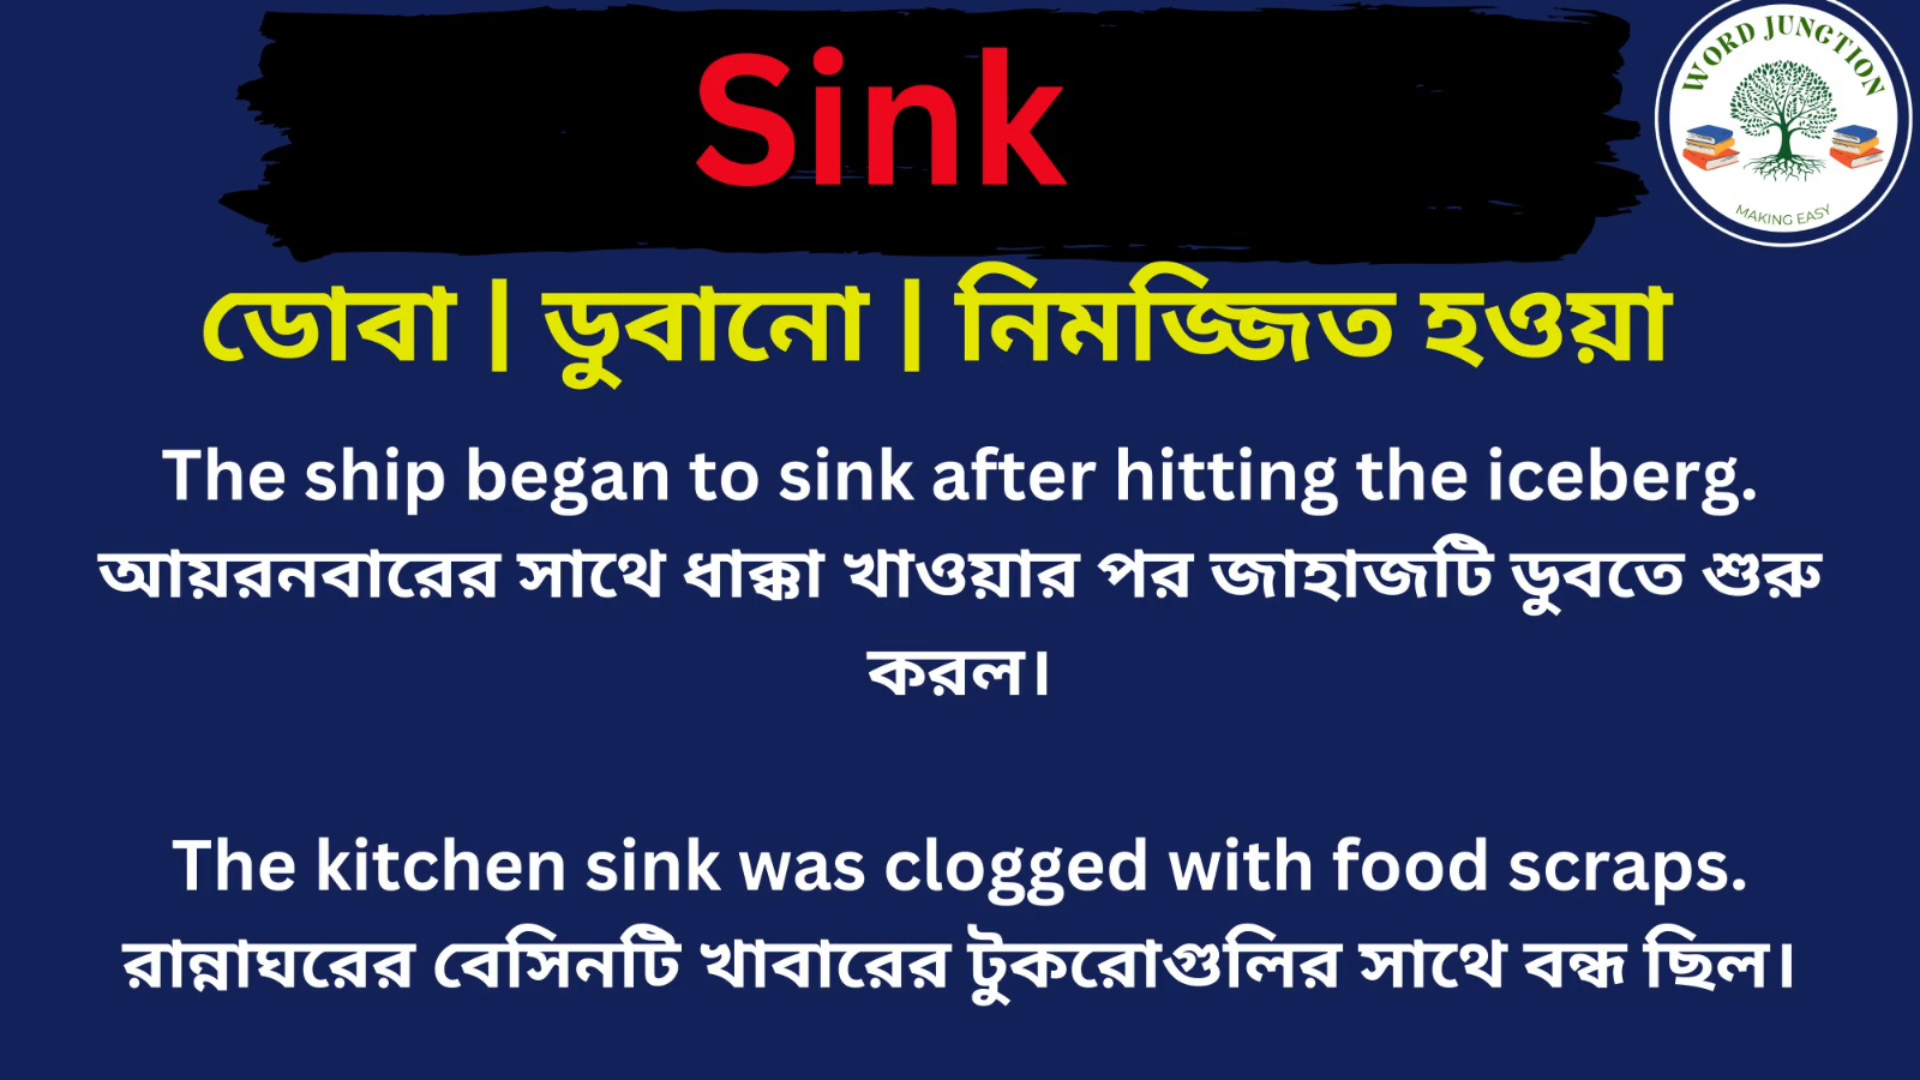 Sink
WORD JUNCTION
MAKING EASY
ডোবা | ডুবানো | নিমজ্জিত হওয়া
The ship began to sink after hitting the iceberg.
আয়রনবারের সাথে ধাক্কা খাওয়ার পর জাহাজটি ডুবতে শুরু
করল।
The kitchen sink was clogged with food scraps.
রান্নাঘরের বেসিনটি খাবারের টুকরোগুলির সাথে বন্ধ ছিল।